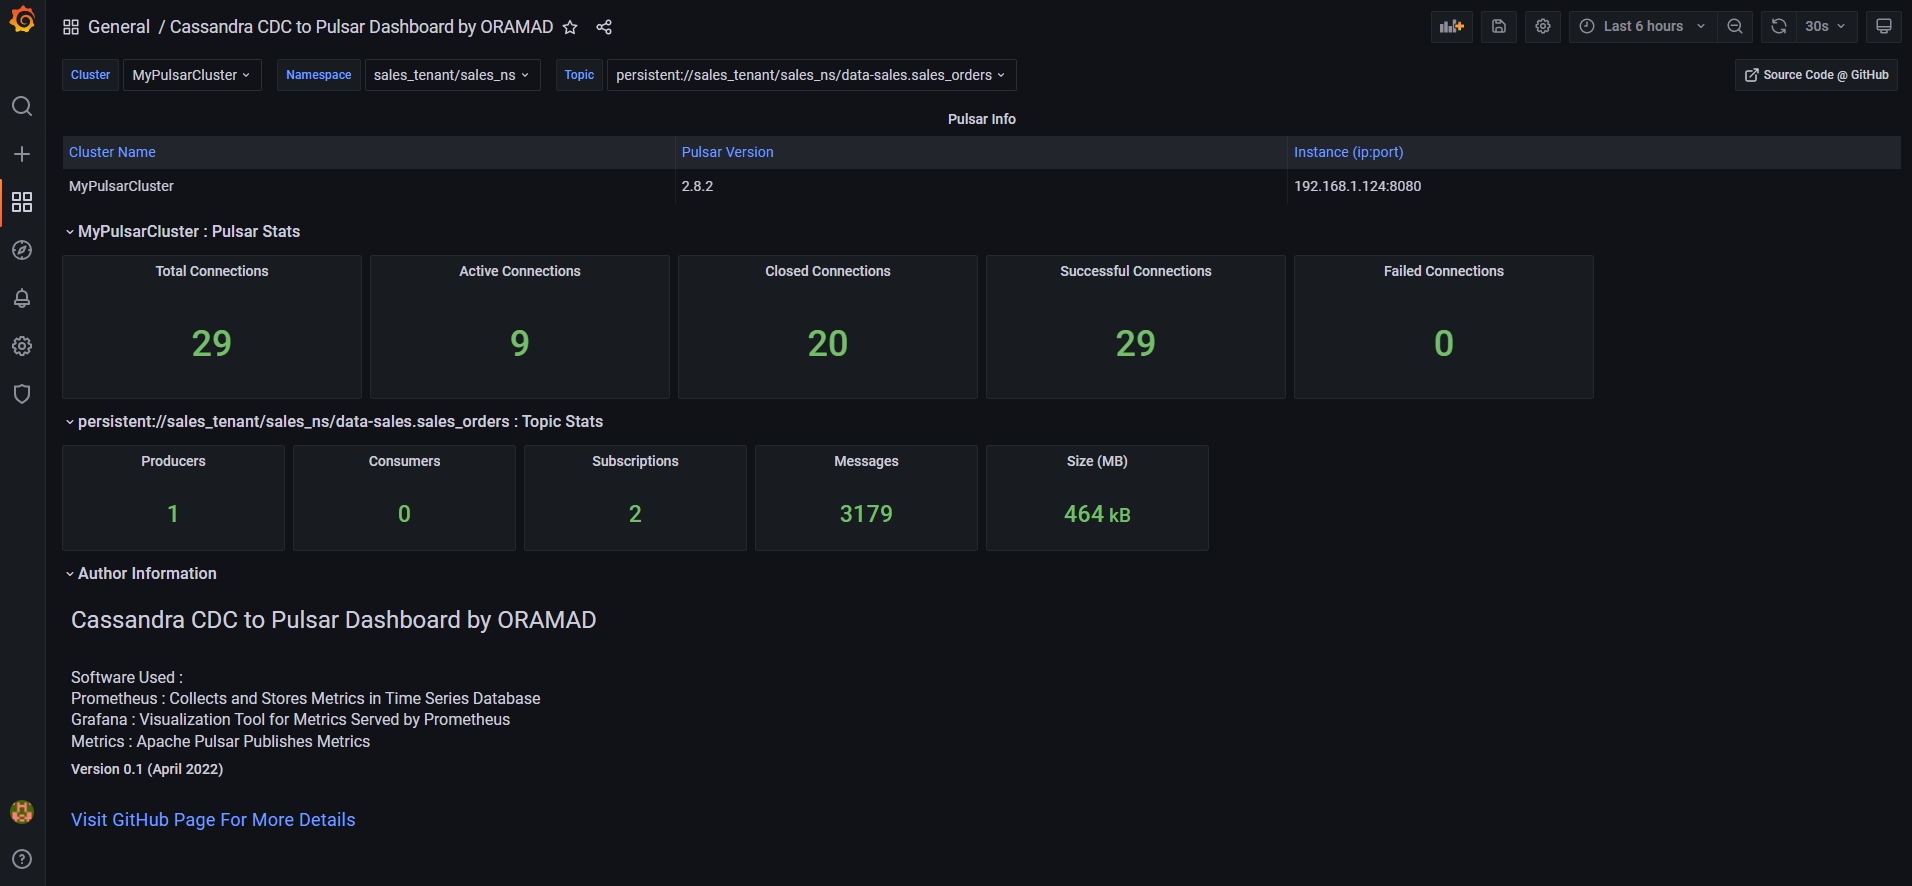 General / Cassandra CDC to Pulsar Dashboard by ORAMAD
Last 6 hours
30s
Cluster MyPulsarCluster Namespace sales_tenant/sales_ns Topic persistent://sales_tenant/sales_ns/data-sales.sales_orders Source Code @ GitHub
Pulsar Info
Cluster Name Pulsar Version Instance (ip:port)
MyPulsarCluster 2.8.2 192.168.1.124:8080
MyPulsarCluster : Pulsar Stats
Total Connections Active Connections Closed Connections Successful Connections Failed Connections
29 9 20 29 0
persistent://sales_tenant/sales_ns/data-sales.sales_orders : Topic Stats
Producers Consumers Subscriptions Messages Size (MB)
1 0 2 3179 464 kB
Author Information
Cassandra CDC to Pulsar Dashboard by ORAMAD
Software Used :
Prometheus : Collects and Stores Metrics in Time Series Database
Grafana : Visualization Tool for Metrics Served by Prometheus
Metrics : Apache Pulsar Publishes Metrics
Version 0.1 (April 2022)
Visit GitHub Page For More Details